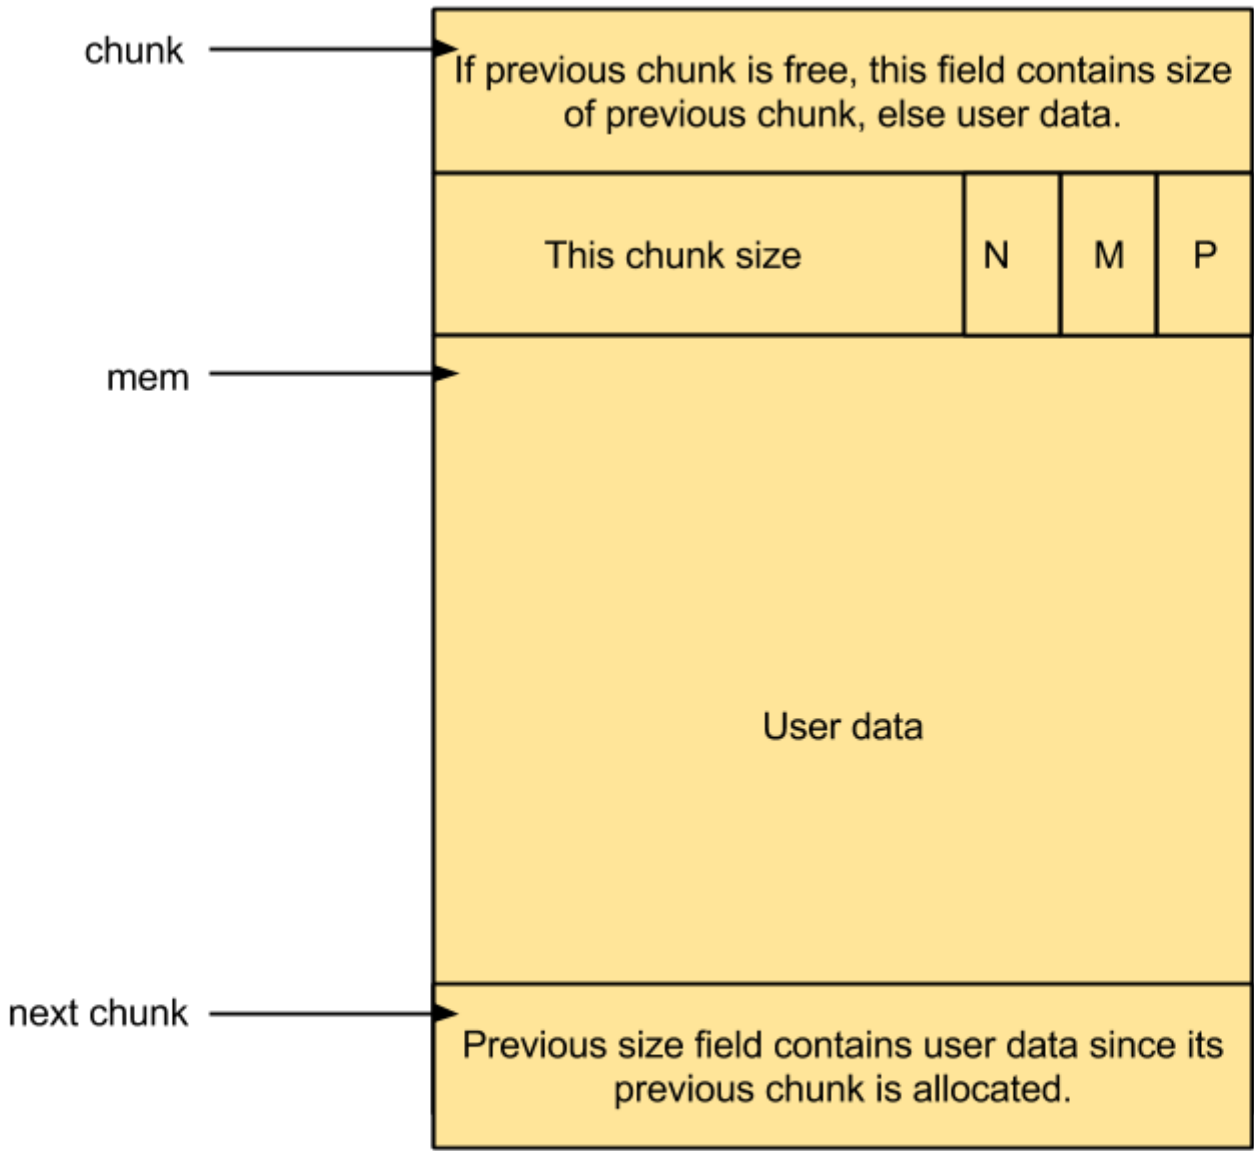 chunk
If previous chunk is free, this field contains size
of previous chunk, else user data.
This chunk size N M P
mem
User data
next chunk
Previous size field contains user data since its
previous chunk is allocated.